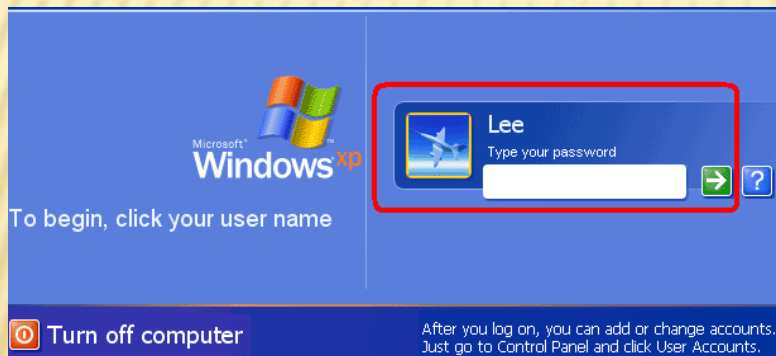 Microsoft®
Windows xp
To begin, click your user name
Lee
Type your password
?
Turn off computer
After you log on, you can add or change accounts.
Just go to Control Panel and click User Accounts.